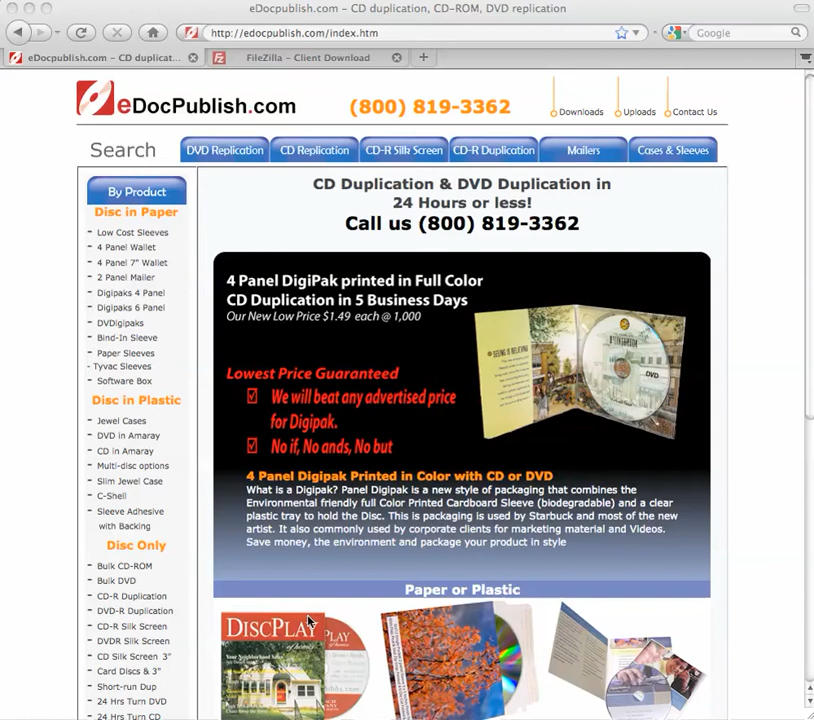 eDocpublish.com – CD duplication, CD-ROM, DVD replication
http://edocpublish.com/index.htm
Google
eDocpublish.com – CD duplicat...
FileZilla - Client Download
eDocPublish.com
(800) 819-3362
Downloads
Uploads
Contact Us
Search
DVD Replication
CD Replication
CD-R Silk Screen
CD-R Duplication
Mailers
Cases & Sleeves
By Product
Disc in Paper
- Low Cost Sleeves
- 4 Panel Wallet
- 4 Panel 7" Wallet
- 2 Panel Mailer
- Digipaks 4 Panel
- Digipaks 6 Panel
- DVDigipaks
- Bind-In Sleeve
- Paper Sleeves
- Tyvac Sleeves
- Software Box
Disc in Plastic
- Jewel Cases
- DVD in Amaray
- CD in Amaray
- Multi-disc options
- Slim Jewel Case
- C-Shell
- Sleeve Adhesive
with Backing
Disc Only
- Bulk CD-ROM
- Bulk DVD
- CD-R Duplication
- DVD-R Duplication
- CD-R Silk Screen
- DVDR Silk Screen
- CD Silk Screen 3"
- Card Discs & 3"
- Short-run Dup
- 24 Hrs Turn DVD
- 24 Hrs Turn CD
CD Duplication & DVD Duplication in
24 Hours or less!
Call us (800) 819-3362
4 Panel DigiPak printed in Full Color
CD Duplication in 5 Business Days
Our New Low Price $1.49 each @ 1,000
Lowest Price Guaranteed
We will beat any advertised price
for Digipak.
No if, No ands, No but
SEEING IS BELIEVING
DVD
4 Panel Digipak Printed in Color with CD or DVD
What is a Digipak? Panel Digipak is a new style of packaging that combines the
Environmental friendly full Color Printed Cardboard Sleeve (biodegradable) and a clear
plastic tray to hold the Disc. This is packaging is used by Starbuck and most of the new
artist. It also commonly used by corporate clients for marketing material and Videos.
Save money, the environment and package your product in style
Paper or Plastic
DISCPLAY
of homes
PLAY